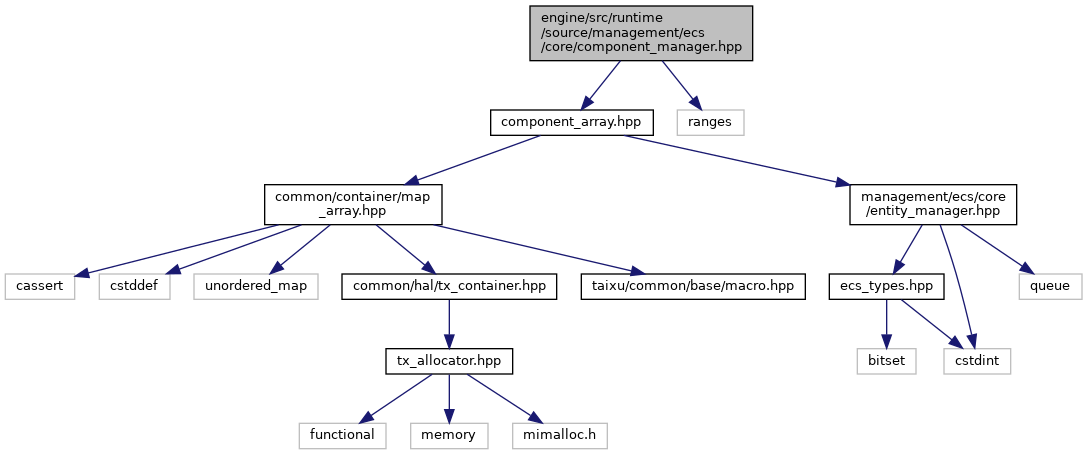 engine/src/runtime
/source/management/ecs
/core/component_manager.hpp
component_array.hpp
ranges
common/container/map
_array.hpp
management/ecs/core
/entity_manager.hpp
cassert
cstddef
unordered_map
common/hal/tx_container.hpp
taixu/common/base/macro.hpp
ecs_types.hpp
queue
tx_allocator.hpp
bitset
cstdint
functional
memory
mimalloc.h